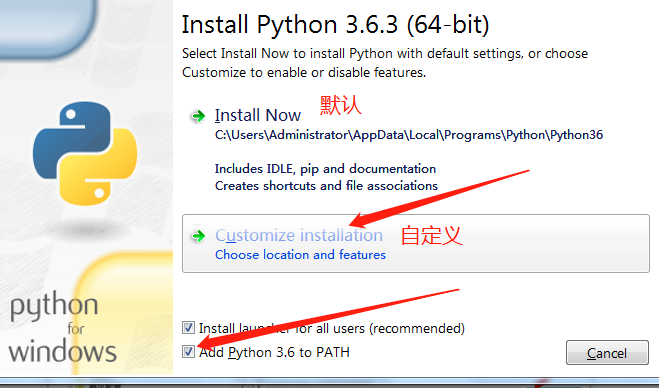 Install Python 3.6.3 (64-bit)
Select Install Now to install Python with default settings, or choose
Customize to enable or disable features.
Install Now 默认
C:\Users\Administrator\AppData\Local\Programs\Python\Python36
Includes IDLE, pip and documentation
Creates shortcuts and file associations
Customize installation 自定义
Choose location and features
python
for
windows
Install launcher for all users (recommended)
Add Python 3.6 to PATH
Cancel